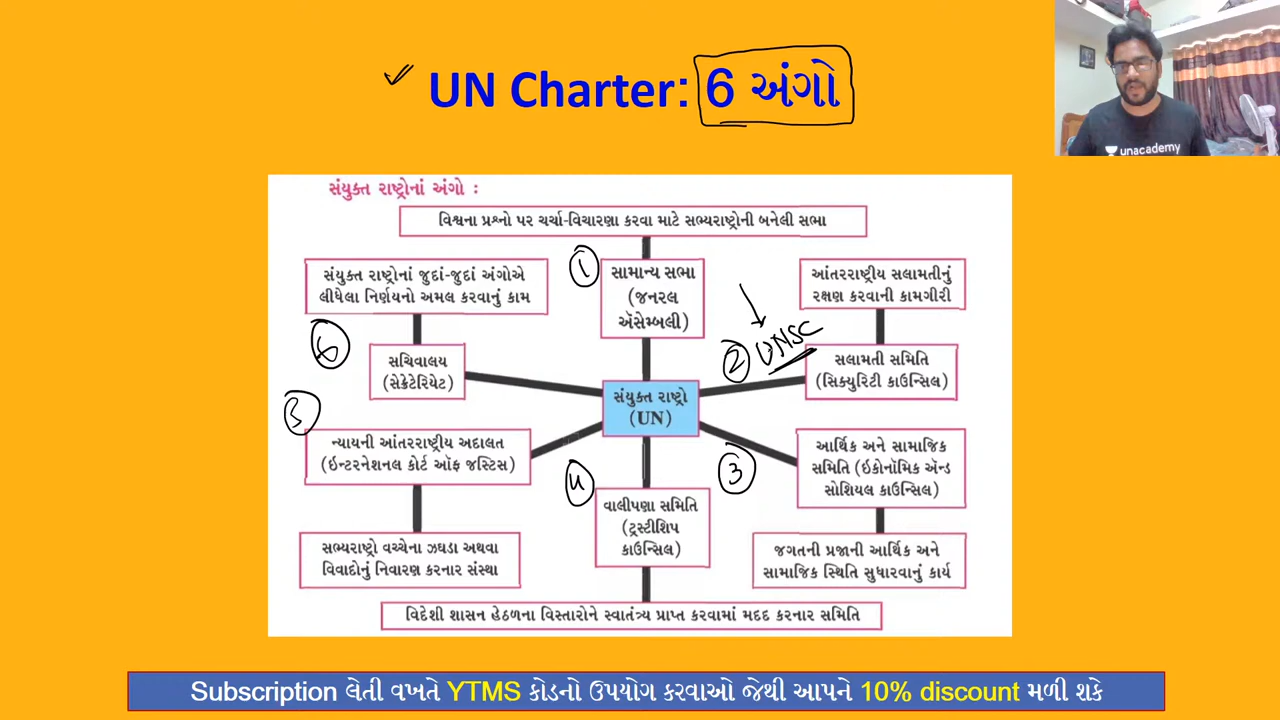 UN Charter: 6 અંગો
unacademy
સંયુક્ત રાષ્ટ્રોનાં અંગો :
વિશ્વના પ્રશ્નો પર ચર્ચા-વિચારણા કરવા માટે સભ્યરાષ્ટ્રોની બનેલી સભા
1
સામાન્ય સભા
(જનરલ
ઍસેમ્બલી)
સંયુક્ત રાષ્ટ્રોનાં જુદાં-જુદાં અંગોએ
લીધેલા નિર્ણયનો અમલ કરવાનું કામ
6
સચિવાલય
(સેક્રેટેરિયેટ)
આંતરરાષ્ટ્રીય સલામતીનું
રક્ષણ કરવાની કામગીરી
2 UNSC
સલામતી સમિતિ
(સિક્યુરિટી કાઉન્સિલ)
સંયુક્ત રાષ્ટ્રો
(UN)
5
ન્યાયની આંતરરાષ્ટ્રીય અદાલત
(ઇન્ટરનેશનલ કોર્ટ ઑફ જસ્ટિસ)
સભ્યરાષ્ટ્રો વચ્ચેના ઝઘડા અથવા
વિવાદોનું નિવારણ કરનાર સંસ્થા
4
વાલીપણા સમિતિ
(ટ્રસ્ટીશિપ
કાઉન્સિલ)
3
આર્થિક અને સામાજિક
સમિતિ (ઇકોનૉમિક ઍન્ડ
સોશિયલ કાઉન્સિલ)
જગતની પ્રજાની આર્થિક અને
સામાજિક સ્થિતિ સુધારવાનું કાર્ય
વિદેશી શાસન હેઠળના વિસ્તારોને સ્વાતંત્ર્ય પ્રાપ્ત કરવામાં મદદ કરનાર સમિતિ
Subscription લેતી વખતે YTMS કોડનો ઉપયોગ કરવાઓ જેથી આપને 10% discount મળી શકે